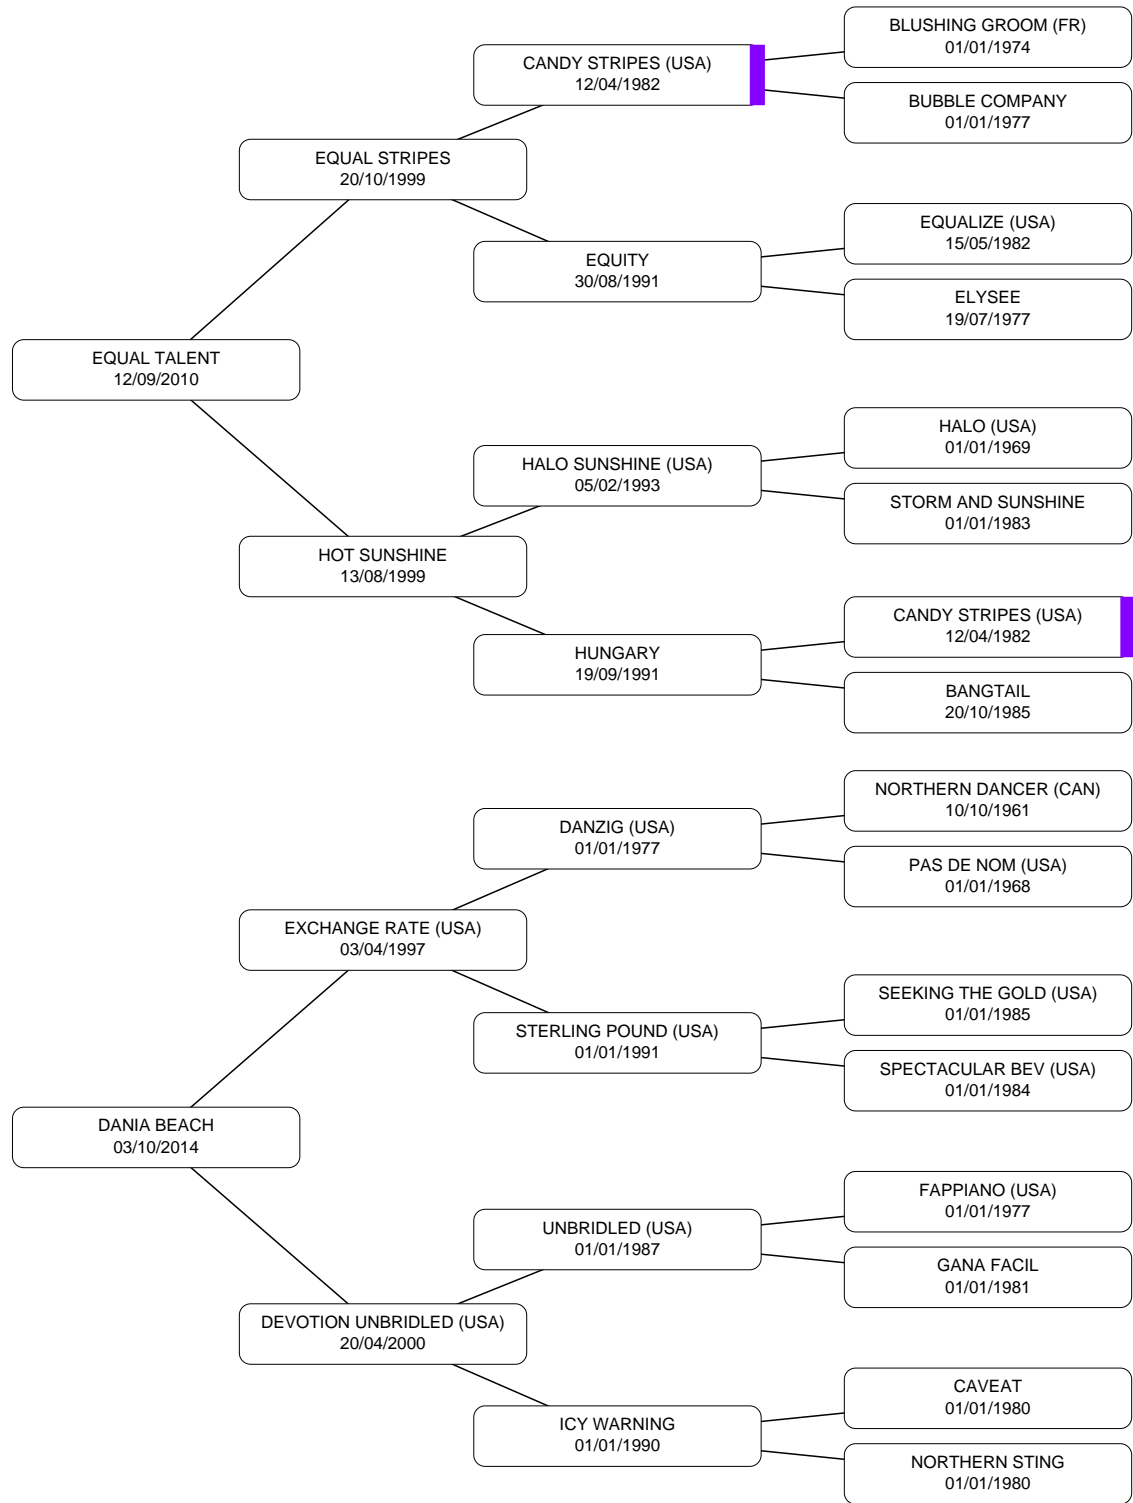 BLUSHING GROOM (FR)
01/01/1974
CANDY STRIPES (USA)
12/04/1982
BUBBLE COMPANY
01/01/1977
EQUAL STRIPES
20/10/1999
EQUALIZE (USA)
15/05/1982
EQUITY
30/08/1991
ELYSEE
19/07/1977
EQUAL TALENT
12/09/2010
HALO (USA)
01/01/1969
HALO SUNSHINE (USA)
05/02/1993
STORM AND SUNSHINE
01/01/1983
HOT SUNSHINE
13/08/1999
CANDY STRIPES (USA)
12/04/1982
HUNGARY
19/09/1991
BANGTAIL
20/10/1985
NORTHERN DANCER (CAN)
10/10/1961
DANZIG (USA)
01/01/1977
PAS DE NOM (USA)
01/01/1968
EXCHANGE RATE (USA)
03/04/1997
SEEKING THE GOLD (USA)
01/01/1985
STERLING POUND (USA)
01/01/1991
SPECTACULAR BEV (USA)
01/01/1984
DANIA BEACH
03/10/2014
FAPPIANO (USA)
01/01/1977
UNBRIDLED (USA)
01/01/1987
GANA FACIL
01/01/1981
DEVOTION UNBRIDLED (USA)
20/04/2000
CAVEAT
01/01/1980
ICY WARNING
01/01/1990
NORTHERN STING
01/01/1980